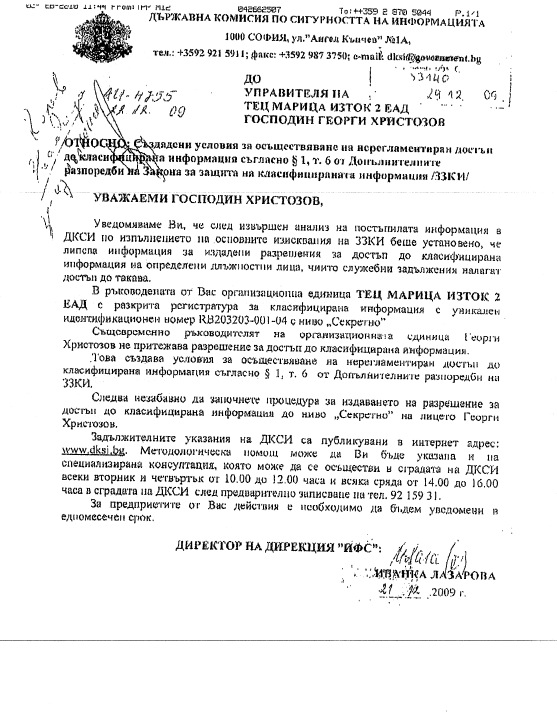 11:44 From: 042662507 To:++359 2 870 5044 P.1/1
ДЪРЖАВНА КОМИСИЯ ПО СИГУРНОСТТА НА ИНФОРМАЦИЯТА
1000 СОФИЯ, ул."Ангел Кънчев" №1А,
тел.: +3592 921 5911; факс: +3592 987 3750; e-mail: dksi@government.bg
ДО
УПРАВИТЕЛЯ НА
29 12 09.
ТЕЦ МАРИЦА ИЗТОК 2 ЕАД
ГОСПОДИН ГЕОРГИ ХРИСТОЗОВ
09
ОТНОСНО: Създадени условия за осъществяване на нерегламентиран достъп
до класифицирана информация съгласно § 1, т. 6 от Допълнителните
разпоредби на Закона за защита на класифицираната информация /ЗЗКИ/
УВАЖАЕМИ ГОСПОДИН ХРИСТОЗОВ,
Уведомяваме Ви, че след извършен анализ на постъпилата информация в
ДКСИ по изпълнението на основните изисквания на ЗЗКИ беше установено, че
липсва информация за издадени разрешения за достъп до класифицирана
информация на определени длъжностни лица, чиито служебни задължения налагат
достъп до такава.
В ръководената от Вас организационна единица ТЕЦ МАРИЦА ИЗТОК 2
ЕАД е разкрита регистратура за класифицирана информация с уникален
идентификационен номер RB203203-001-04 с ниво „Секретно”
Същевременно ръководителят на организационната единица Георги
Христозов не притежава разрешение за достъп до класифицирана информация.
Това създава условия за осъществяване на нерегламентиран достъп до
класифицирана информация съгласно § 1, т. 6 от Допълнителните разпоредби на
ЗЗКИ.
Следва незабавно да започнете процедура за издаването на разрешение за
достъп до класифицирана информация до ниво „Секретно” на лицето Георги
Христозов.
Задължителните указания на ДКСИ са публикувани в интернет адрес:
www.dksi.bg. Методологическа помощ може да Ви бъде указана и на
специализирана консултация, която може да се осъществи в сградата на ДКСИ
всеки вторник и четвъртък от 10.00 до 12.00 часа и всяка сряда от 14.00 до 16.00
часа в сградата на ДКСИ след предварително записване на тел. 92 159 31.
За предприетите от Вас действия е необходимо да бъдем уведомени в
едномесечен срок.
ДИРЕКТОР НА ДИРЕКЦИЯ "ИФС":
ИВАНКА ЛАЗАРОВА
21.12.2009 г.